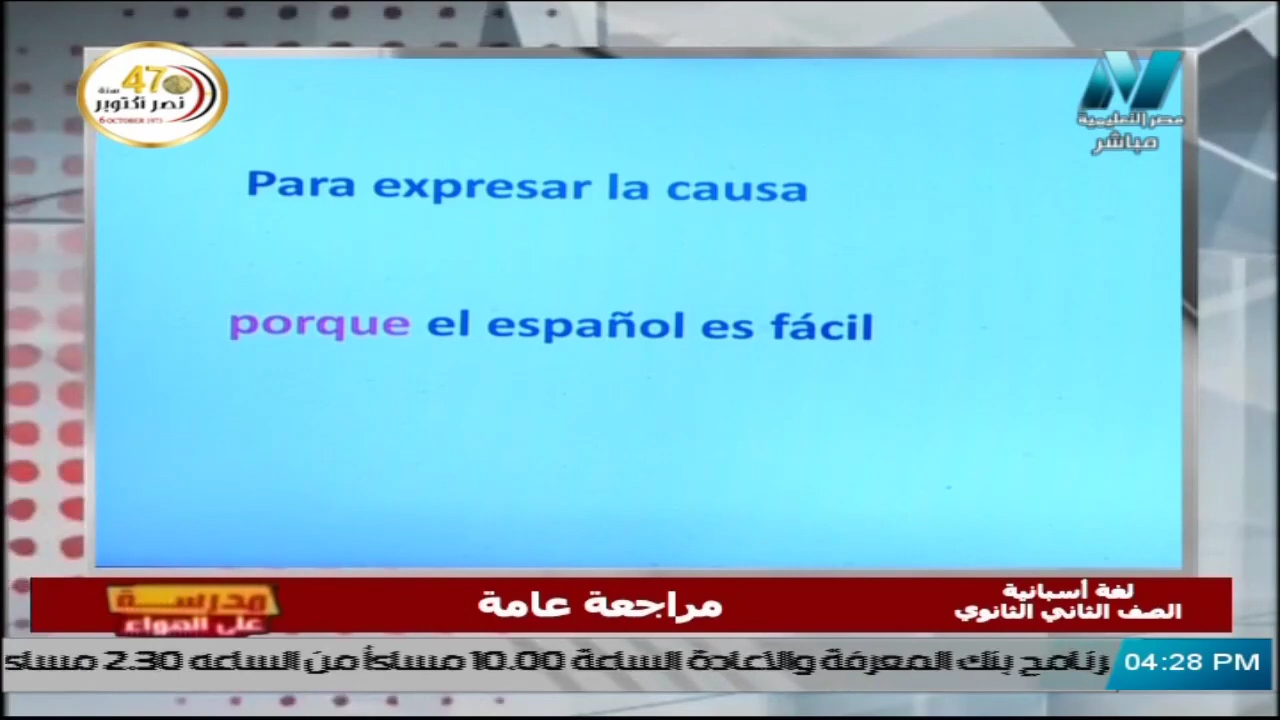 47 سنة
نصر أكتوبر
6 OCTOBER 1973
مصر التعليمية
مباشر
Para expresar la causa
porque el español es fácil
لغة أسبانية
الصف الثاني الثانوي
مراجعة عامة
مدرسة
على الهواء
رنامج بنك المعرفة والاعادة الساعة 10.00 مساءاً من الساعه 2.30 مساء
04:28 PM